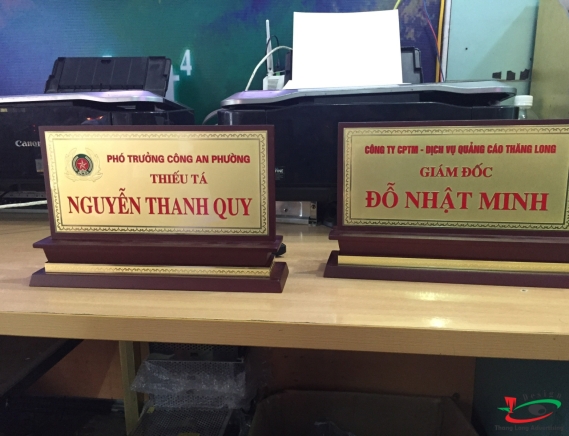 4
Canon
PHÓ TRƯỞNG CÔNG AN PHƯỜNG
THIẾU TÁ
NGUYỄN THANH QUY
CÔNG TY CPTM - DỊCH VỤ QUẢNG CÁO THĂNG LONG
GIÁM ĐỐC
ĐỖ NHẬT MINH